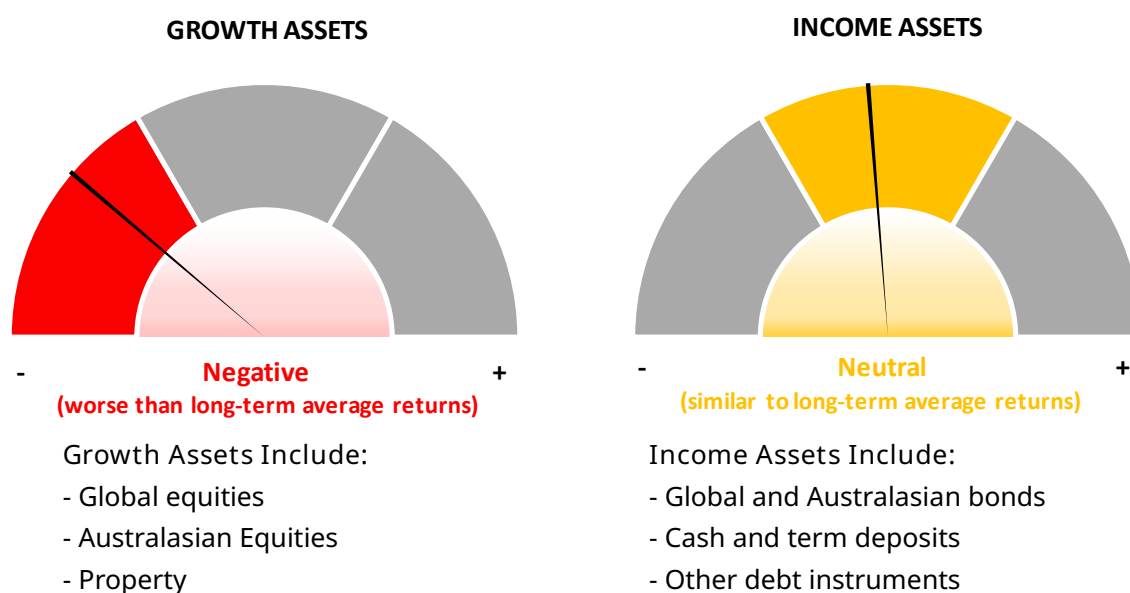 GROWTH ASSETS
- +
Negative
(worse than long-term average returns)
Growth Assets Include:
- Global equities
- Australasian Equities
- Property
INCOME ASSETS
- +
Neutral
(similar to long-term average returns)
Income Assets Include:
- Global and Australasian bonds
- Cash and term deposits
- Other debt instruments